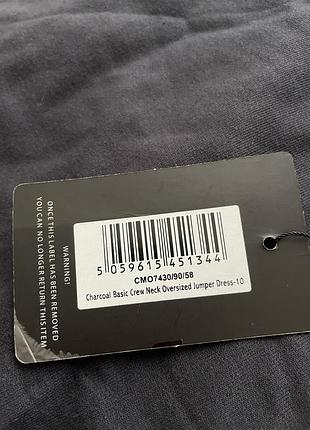 5 059615 451344
CMO7430/90/58
Charcoal Basic Crew Neck Oversized Jumper Dress-10
WARNING!
ONCE THIS LABEL HAS BEEN REMOVED
YOU CAN NO LONGER RETURN THIS ITEM